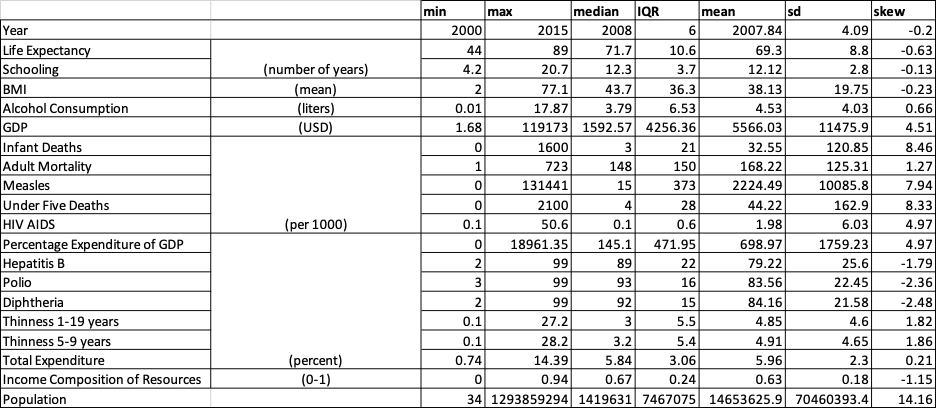 min max median IQR mean sd skew
Year 2000 2015 2008 6 2007.84 4.09 -0.2
Life Expectancy 44 89 71.7 10.6 69.3 8.8 -0.63
Schooling (number of years) 4.2 20.7 12.3 3.7 12.12 2.8 -0.13
BMI (mean) 2 77.1 43.7 36.3 38.13 19.75 -0.23
Alcohol Consumption (liters) 0.01 17.87 3.79 6.53 4.53 4.03 0.66
GDP (USD) 1.68 119173 1592.57 4256.36 5566.03 11475.9 4.51
Infant Deaths 0 1600 3 21 32.55 120.85 8.46
Adult Mortality 1 723 148 150 168.22 125.31 1.27
Measles 0 131441 15 373 2224.49 10085.8 7.94
Under Five Deaths 0 2100 4 28 44.22 162.9 8.33
HIV AIDS (per 1000) 0.1 50.6 0.1 0.6 1.98 6.03 4.97
Percentage Expenditure of GDP 0 18961.35 145.1 471.95 698.97 1759.23 4.97
Hepatitis B 2 99 89 22 79.22 25.6 -1.79
Polio 3 99 93 16 83.56 22.45 -2.36
Diphtheria 2 99 92 15 84.16 21.58 -2.48
Thinness 1-19 years 0.1 27.2 3 5.5 4.85 4.6 1.82
Thinness 5-9 years 0.1 28.2 3.2 5.4 4.91 4.65 1.86
Total Expenditure (percent) 0.74 14.39 5.84 3.06 5.96 2.3 0.21
Income Composition of Resources (0-1) 0 0.94 0.67 0.24 0.63 0.18 -1.15
Population 34 1293859294 1419631 7467075 14653625.9 70460393.4 14.16